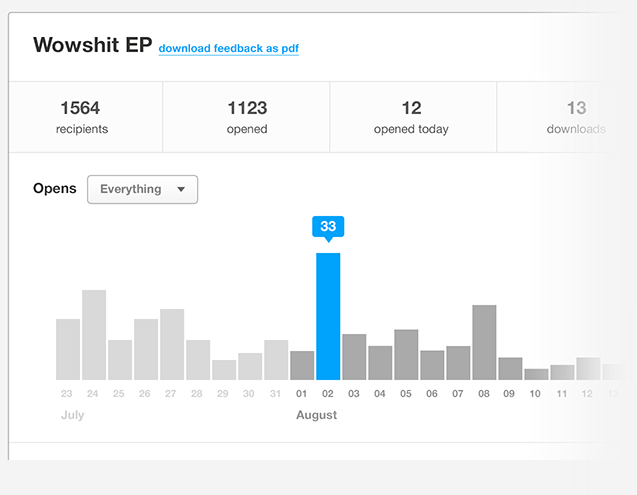 Wowshit EP download feedback as pdf
1564 1123 12 13
recipients opened opened today downloads
Opens Everything
33
23 24 25 26 27 28 29 30 31 01 02 03 04 05 06 07 08 09 10 11 12 13
July August